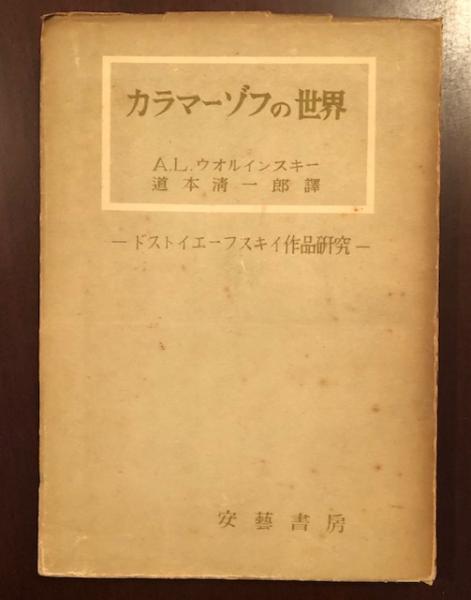 カラマーゾフの世界
A.L.ウオルインスキー
道本清一郎譯
―ドストイエーフスキイ作品研究―
安藝書房